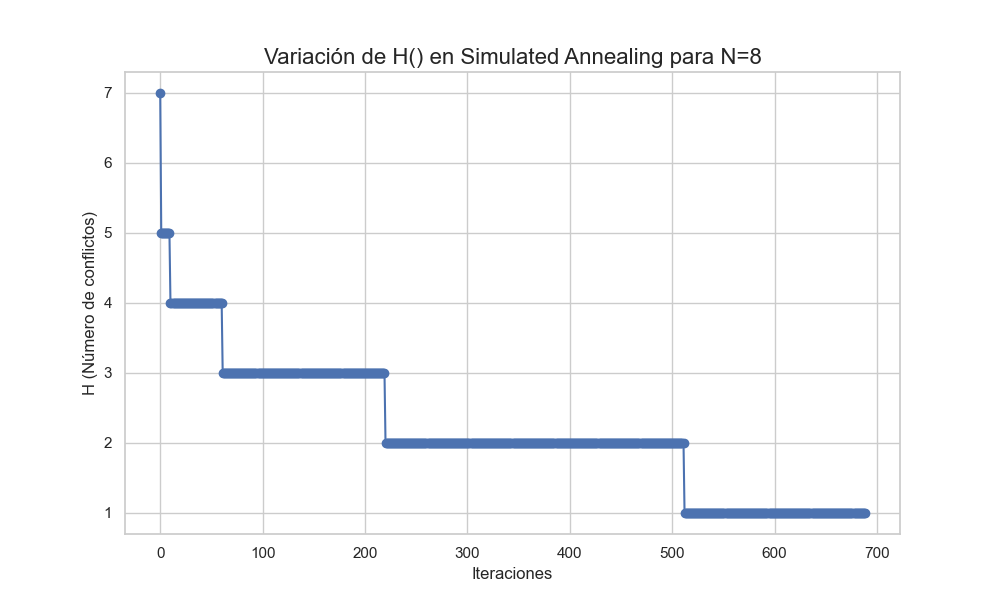 Variación de H() en Simulated Annealing para N=8
H (Número de conflictos)
7
6
5
4
3
2
1
0 100 200 300 400 500 600 700
Iteraciones